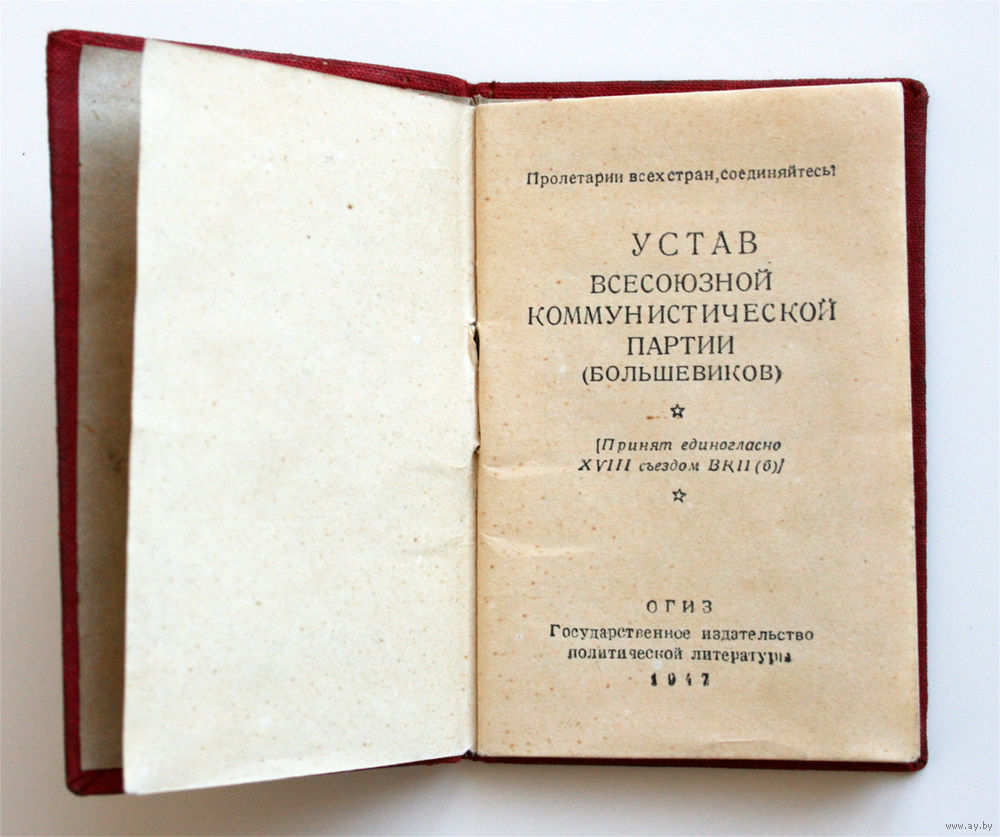 Пролетарии всех стран, соединяйтесь!
УСТАВ
ВСЕСОЮЗНОЙ
КОММУНИСТИЧЕСКОЙ
ПАРТИИ
(БОЛЬШЕВИКОВ)
[Принят единогласно
XVIII съездом ВКП(б)]
ОГИЗ
Государственное издательство
политической литературы
1947
www.ay.by